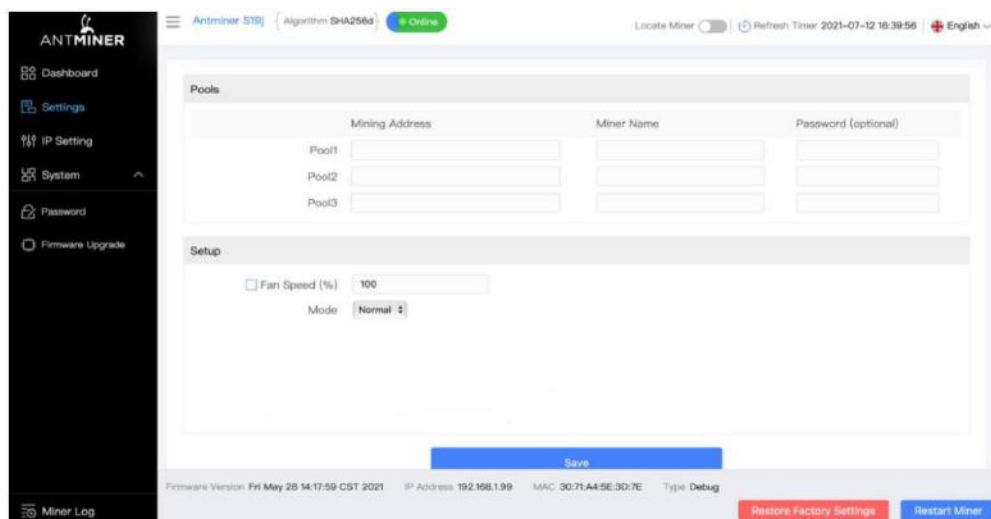 ANTMINER
Dashboard
Settings
IP Setting
System
Password
Firmware Upgrade
Miner Log
Antminer S19j Algorithm SHA256d Online
Locate Miner Refresh Timer 2021-07-12 16:39:56 English
Pools
Mining Address Miner Name Password (optional)
Pool1
Pool2
Pool3
Setup
Fan Speed (%) 100
Mode Normal
Save
Firmware Version Fri May 28 14:17:59 CST 2021 IP Address 192.168.1.99 MAC 30:71:A4:5E:3D:7E Type Debug
Restore Factory Settings Restart Miner